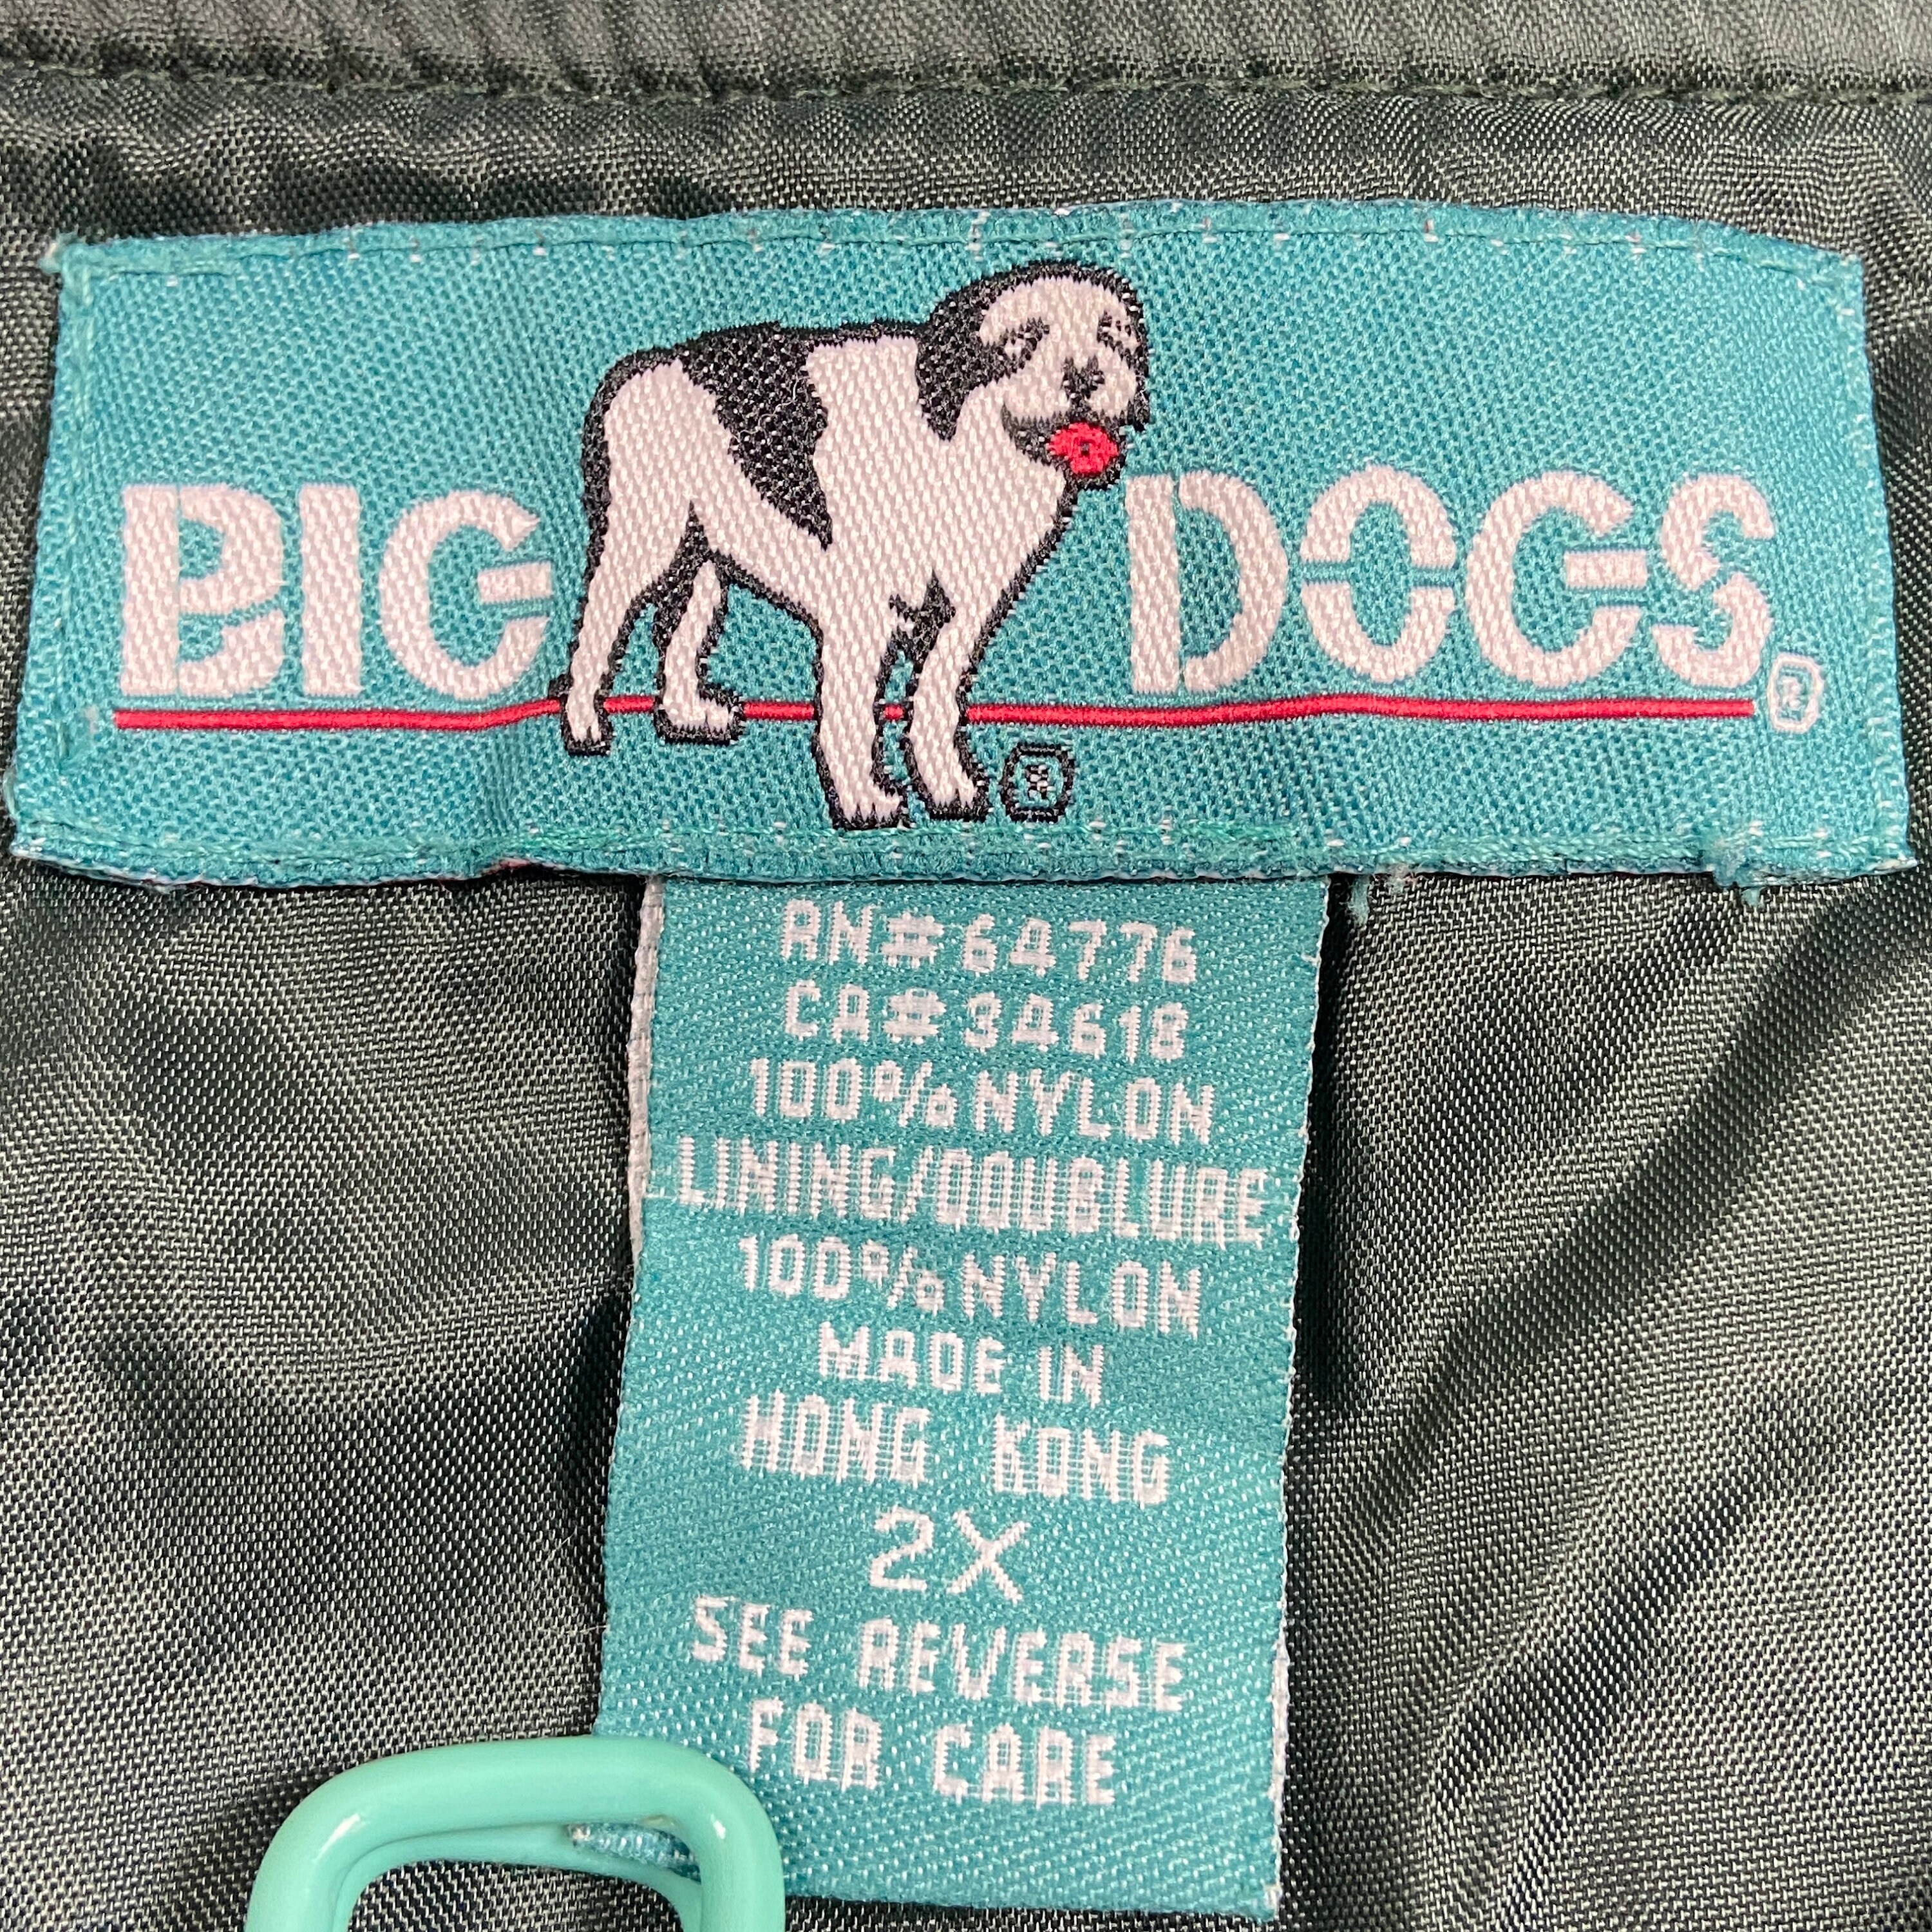 BIG DOGS®
®
RN#64776
CA#34618
100%NYLON
LINING/DOUBLURE
100%NYLON
MADE IN
HONG KONG
2X
SEE REVERSE
FOR CARE